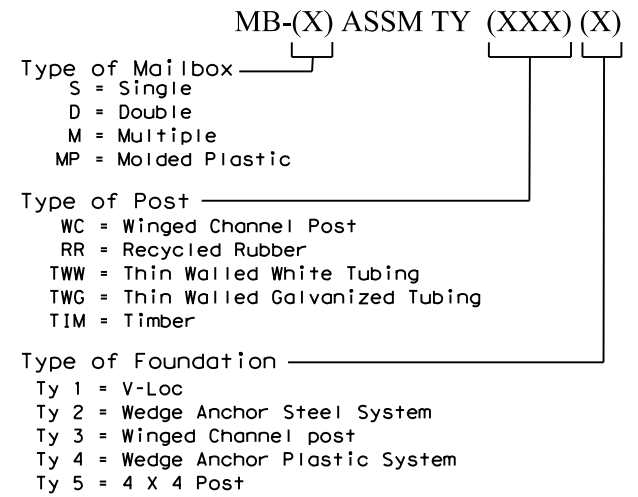 MB-(X) ASSM TY (XXX) (X)
Type of Mailbox
S = Single
D = Double
M = Multiple
MP = Molded Plastic
Type of Post
WC = Winged Channel Post
RR = Recycled Rubber
TWW = Thin Walled White Tubing
TWG = Thin Walled Galvanized Tubing
TIM = Timber
Type of Foundation
Ty 1 = V-Loc
Ty 2 = Wedge Anchor Steel System
Ty 3 = Winged Channel post
Ty 4 = Wedge Anchor Plastic System
Ty 5 = 4 X 4 Post